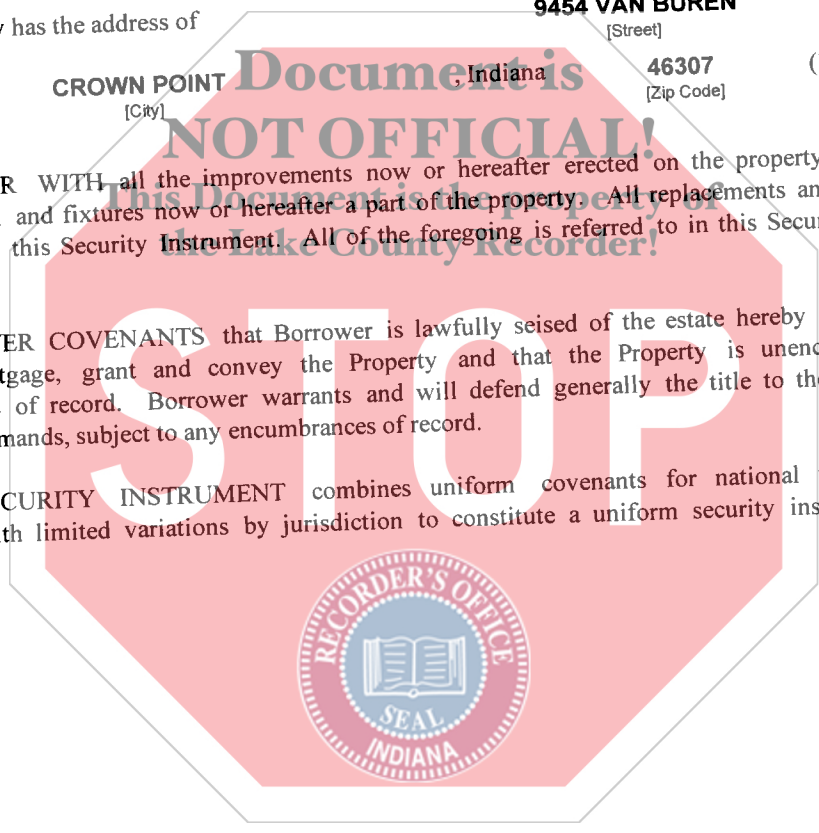 9454 VAN BUREN
y has the address of
[Street]
Document is
CROWN POINT , Indiana 46307 (
[City] [Zip Code]
NOT OFFICIAL!
R WITH all the improvements now or hereafter erected on the property
This Document is the property of
and fixtures now or hereafter a part of the property. All replacements an
the Lake County Recorder!
this Security Instrument. All of the foregoing is referred to in this Secu
STOP
ER COVENANTS that Borrower is lawfully seised of the estate hereby
tgage, grant and convey the Property and that the Property is unenc
of record. Borrower warrants and will defend generally the title to the
mands, subject to any encumbrances of record.
CURITY INSTRUMENT combines uniform covenants for national
th limited variations by jurisdiction to constitute a uniform security ins
RECORDER'S OFFICE
SEAL
INDIANA